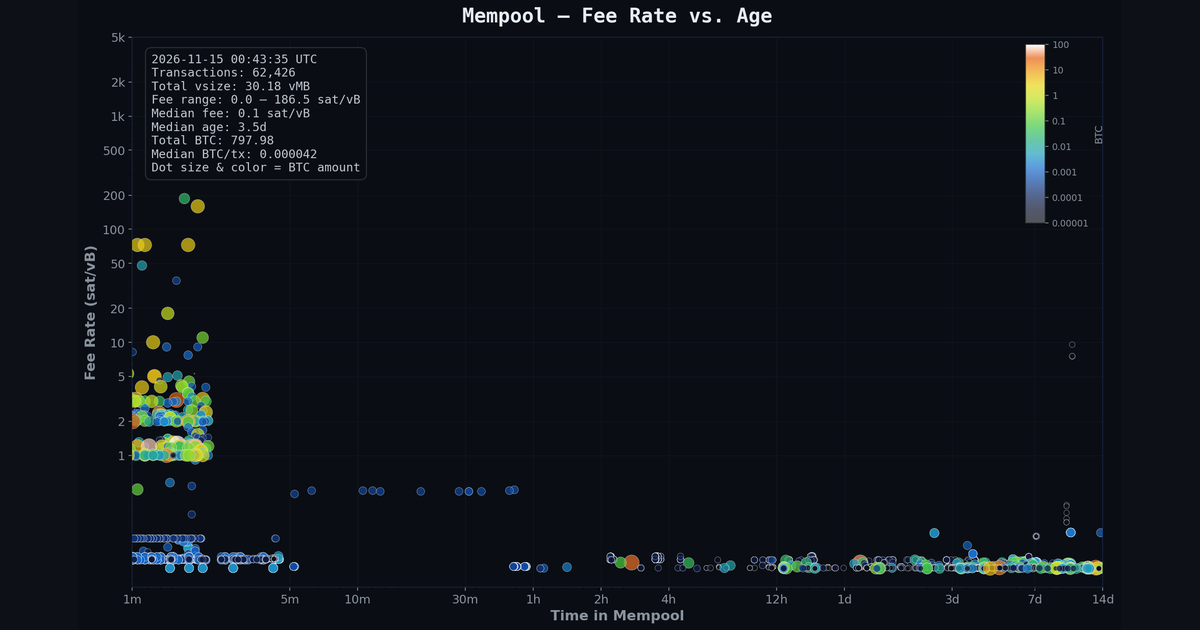 Mempool — Fee Rate vs. Age
2026-11-15 00:43:35 UTC
Transactions: 62,426
Total vsize: 30.18 vMB
Fee range: 0.0 — 186.5 sat/vB
Median fee: 0.1 sat/vB
Median age: 3.5d
Total BTC: 797.98
Median BTC/tx: 0.000042
Dot size & color = BTC amount
5k
2k
1k
500
200
100
50
20
10
5
2
1
Fee Rate (sat/vB)
100
10
1
0.1
0.01
0.001
0.0001
0.00001
BTC
1m
5m
10m
30m
1h
2h
4h
12h
1d
3d
7d
14d
Time in Mempool